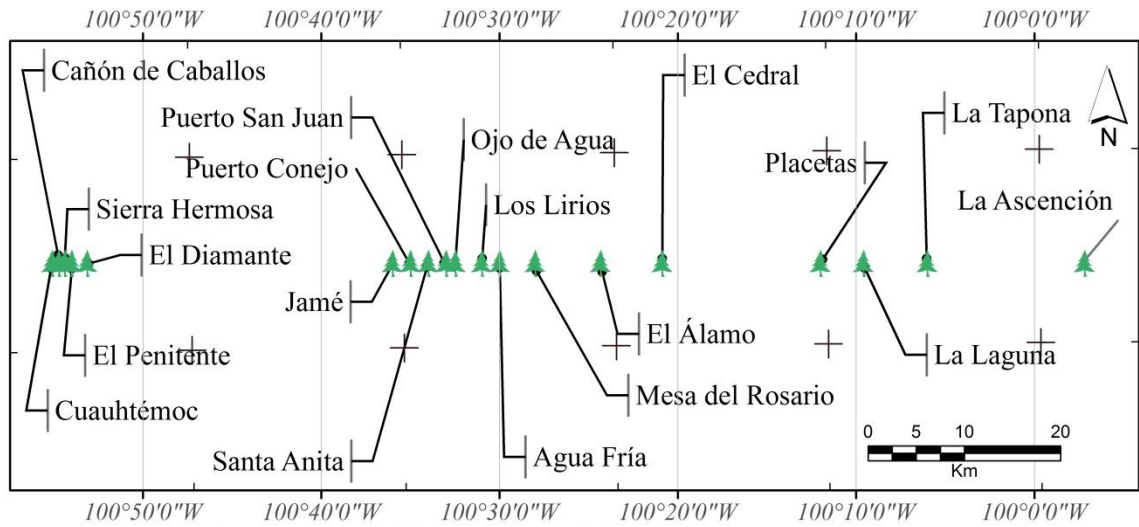 100°50'0"W 100°40'0"W 100°30'0"W 100°20'0"W 100°10'0"W 100°0'0"W
Cañón de Caballos
El Cedral
Puerto San Juan
La Tapona
N
Ojo de Agua
Puerto Conejo
Placetas
Los Lirios
La Ascención
Sierra Hermosa
El Diamante
Jamé
El Álamo
El Penitente
La Laguna
Mesa del Rosario
Cuauhtémoc
Santa Anita
Agua Fría
0 5 10 20
Km
100°50'0"W 100°40'0"W 100°30'0"W 100°20'0"W 100°10'0"W 100°0'0"W